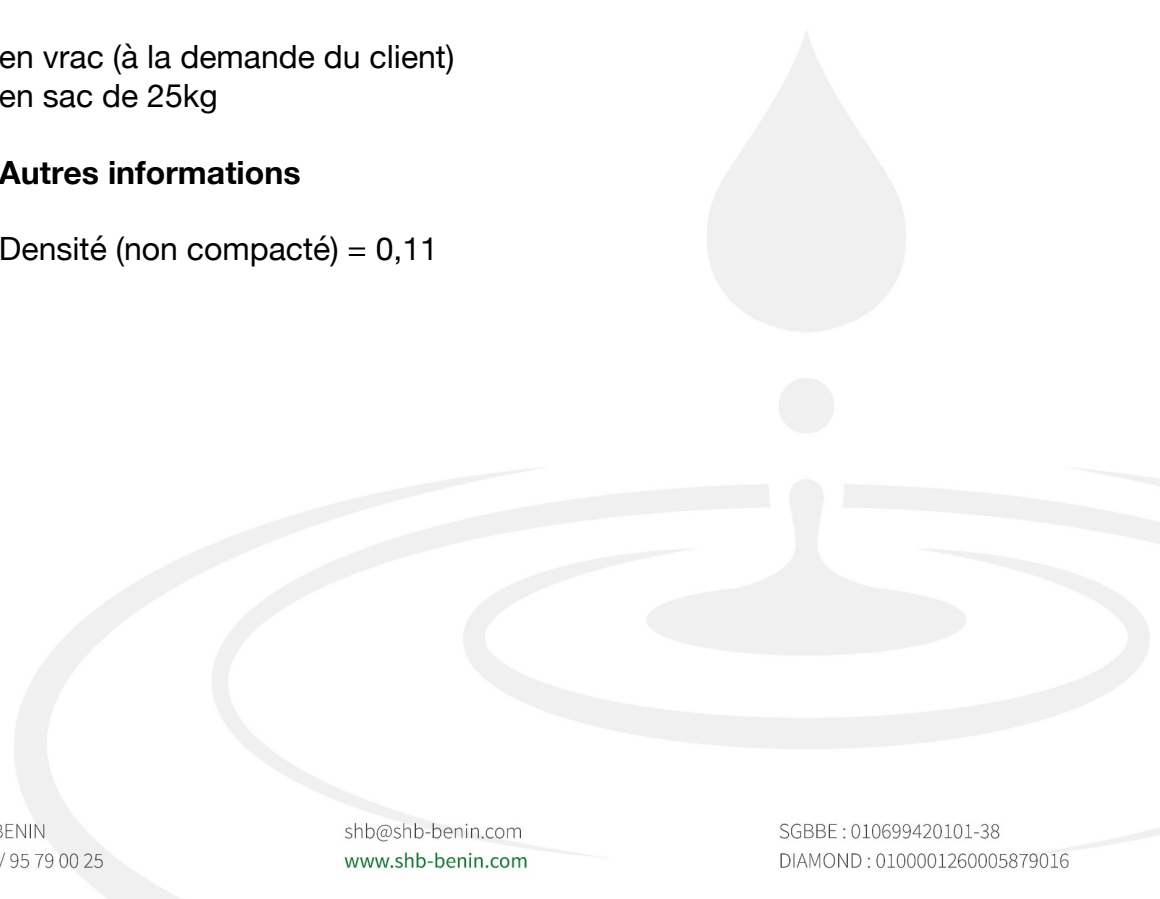 en vrac (à la demande du client)
en sac de 25kg
Autres informations
Densité (non compacté) = 0,11
BENIN
/ 95 79 00 25
shb@shb-benin.com
www.shb-benin.com
SGBBE : 010699420101-38
DIAMOND : 0100001260005879016